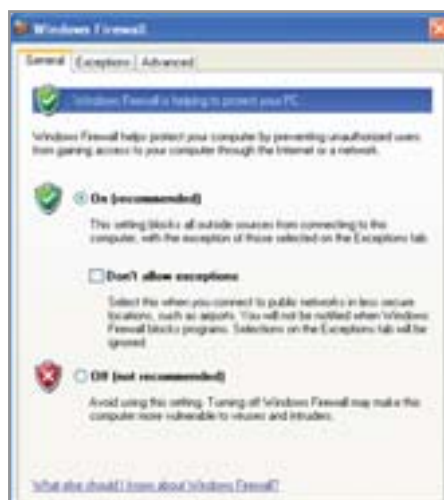 Windows Firewall
General Exceptions Advanced
Windows Firewall is helping to protect your PC
Windows Firewall helps protect your computer by preventing unauthorized users
from gaining access to your computer through the Internet or a network.
On (recommended)
This setting blocks all outside sources from connecting to this
computer, with the exception of those selected on the Exceptions tab.
Don't allow exceptions
Select this when you connect to public networks in less secure
locations, such as airports. You will not be notified when Windows
Firewall blocks programs. Selections on the Exceptions tab will be
ignored.
Off (not recommended)
Avoid using this setting. Turning off Windows Firewall may make this
computer more vulnerable to viruses and intruders.
What else should I know about Windows Firewall?